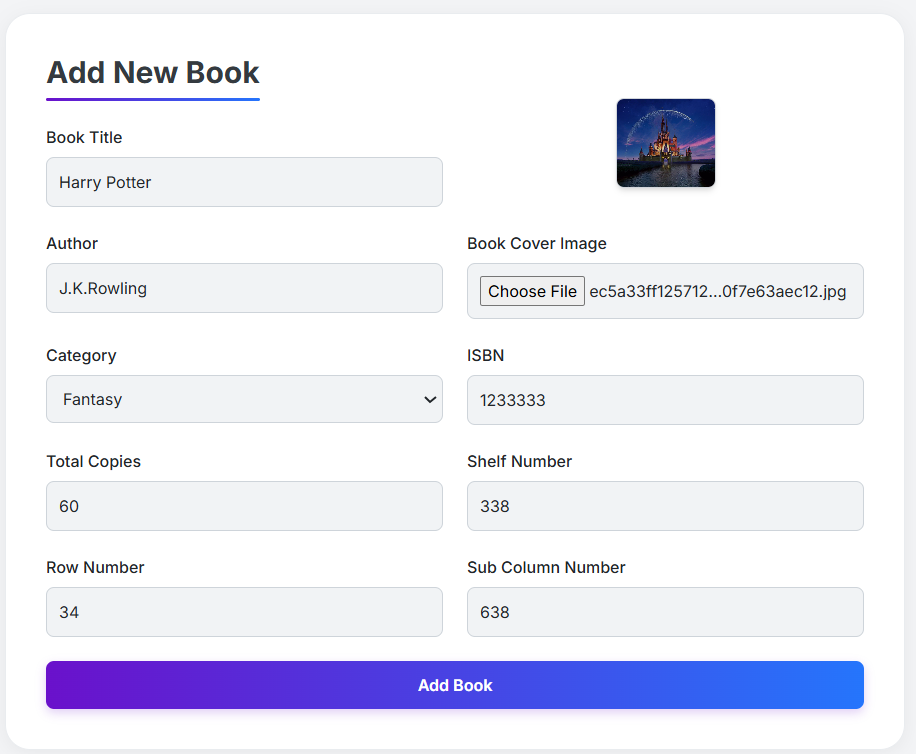 Add New Book
Book Title
Harry Potter
Author
J.K.Rowling
Book Cover Image
Choose File ec5a33ff125712...0f7e63aec12.jpg
Category
Fantasy
ISBN
1233333
Total Copies
60
Shelf Number
338
Row Number
34
Sub Column Number
638
Add Book